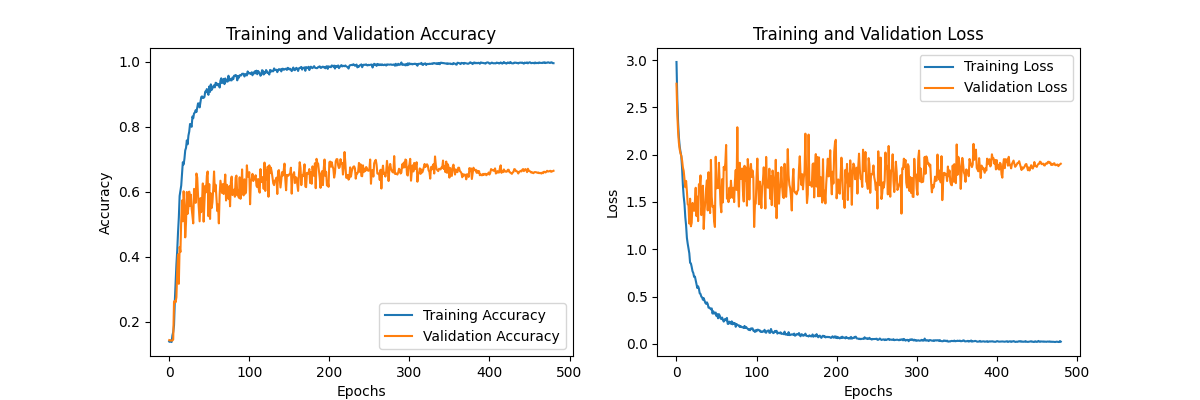 Training and Validation Accuracy
Accuracy
1.0
0.8
0.6
0.4
0.2
0
100
200
300
400
500
Epochs
Training Accuracy
Validation Accuracy
Training and Validation Loss
Loss
3.0
2.5
2.0
1.5
1.0
0.5
0.0
0
100
200
300
400
500
Epochs
Training Loss
Validation Loss